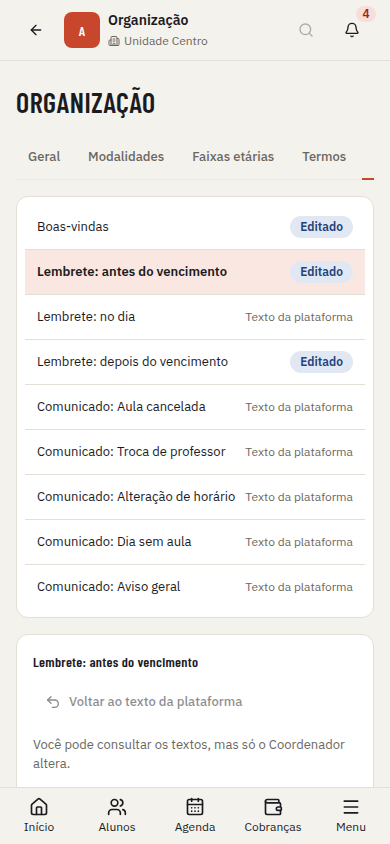 A
Organização
Unidade Centro
4
ORGANIZAÇÃO
Geral Modalidades Faixas etárias Termos
Boas-vindas Editado
Lembrete: antes do vencimento Editado
Lembrete: no dia Texto da plataforma
Lembrete: depois do vencimento Editado
Comunicado: Aula cancelada Texto da plataforma
Comunicado: Troca de professor Texto da plataforma
Comunicado: Alteração de horário Texto da plataforma
Comunicado: Dia sem aula Texto da plataforma
Comunicado: Aviso geral Texto da plataforma
Lembrete: antes do vencimento
Voltar ao texto da plataforma
Você pode consultar os textos, mas só o Coordenador
altera.
Início Alunos Agenda Cobranças Menu